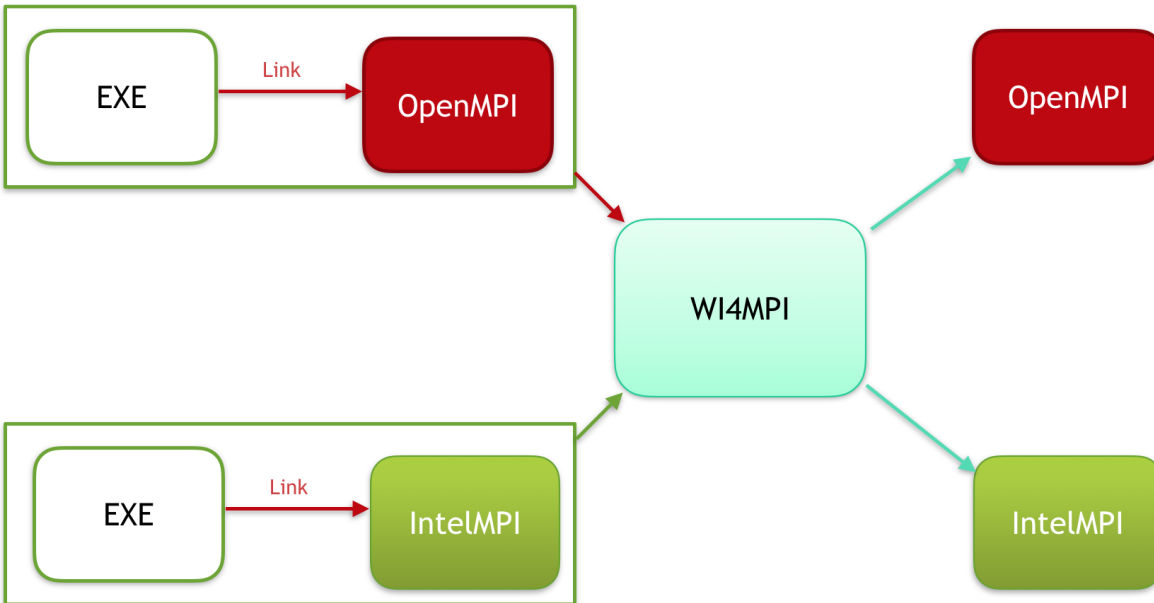 EXE
Link
OpenMPI
OpenMPI
WI4MPI
EXE
Link
IntelMPI
IntelMPI